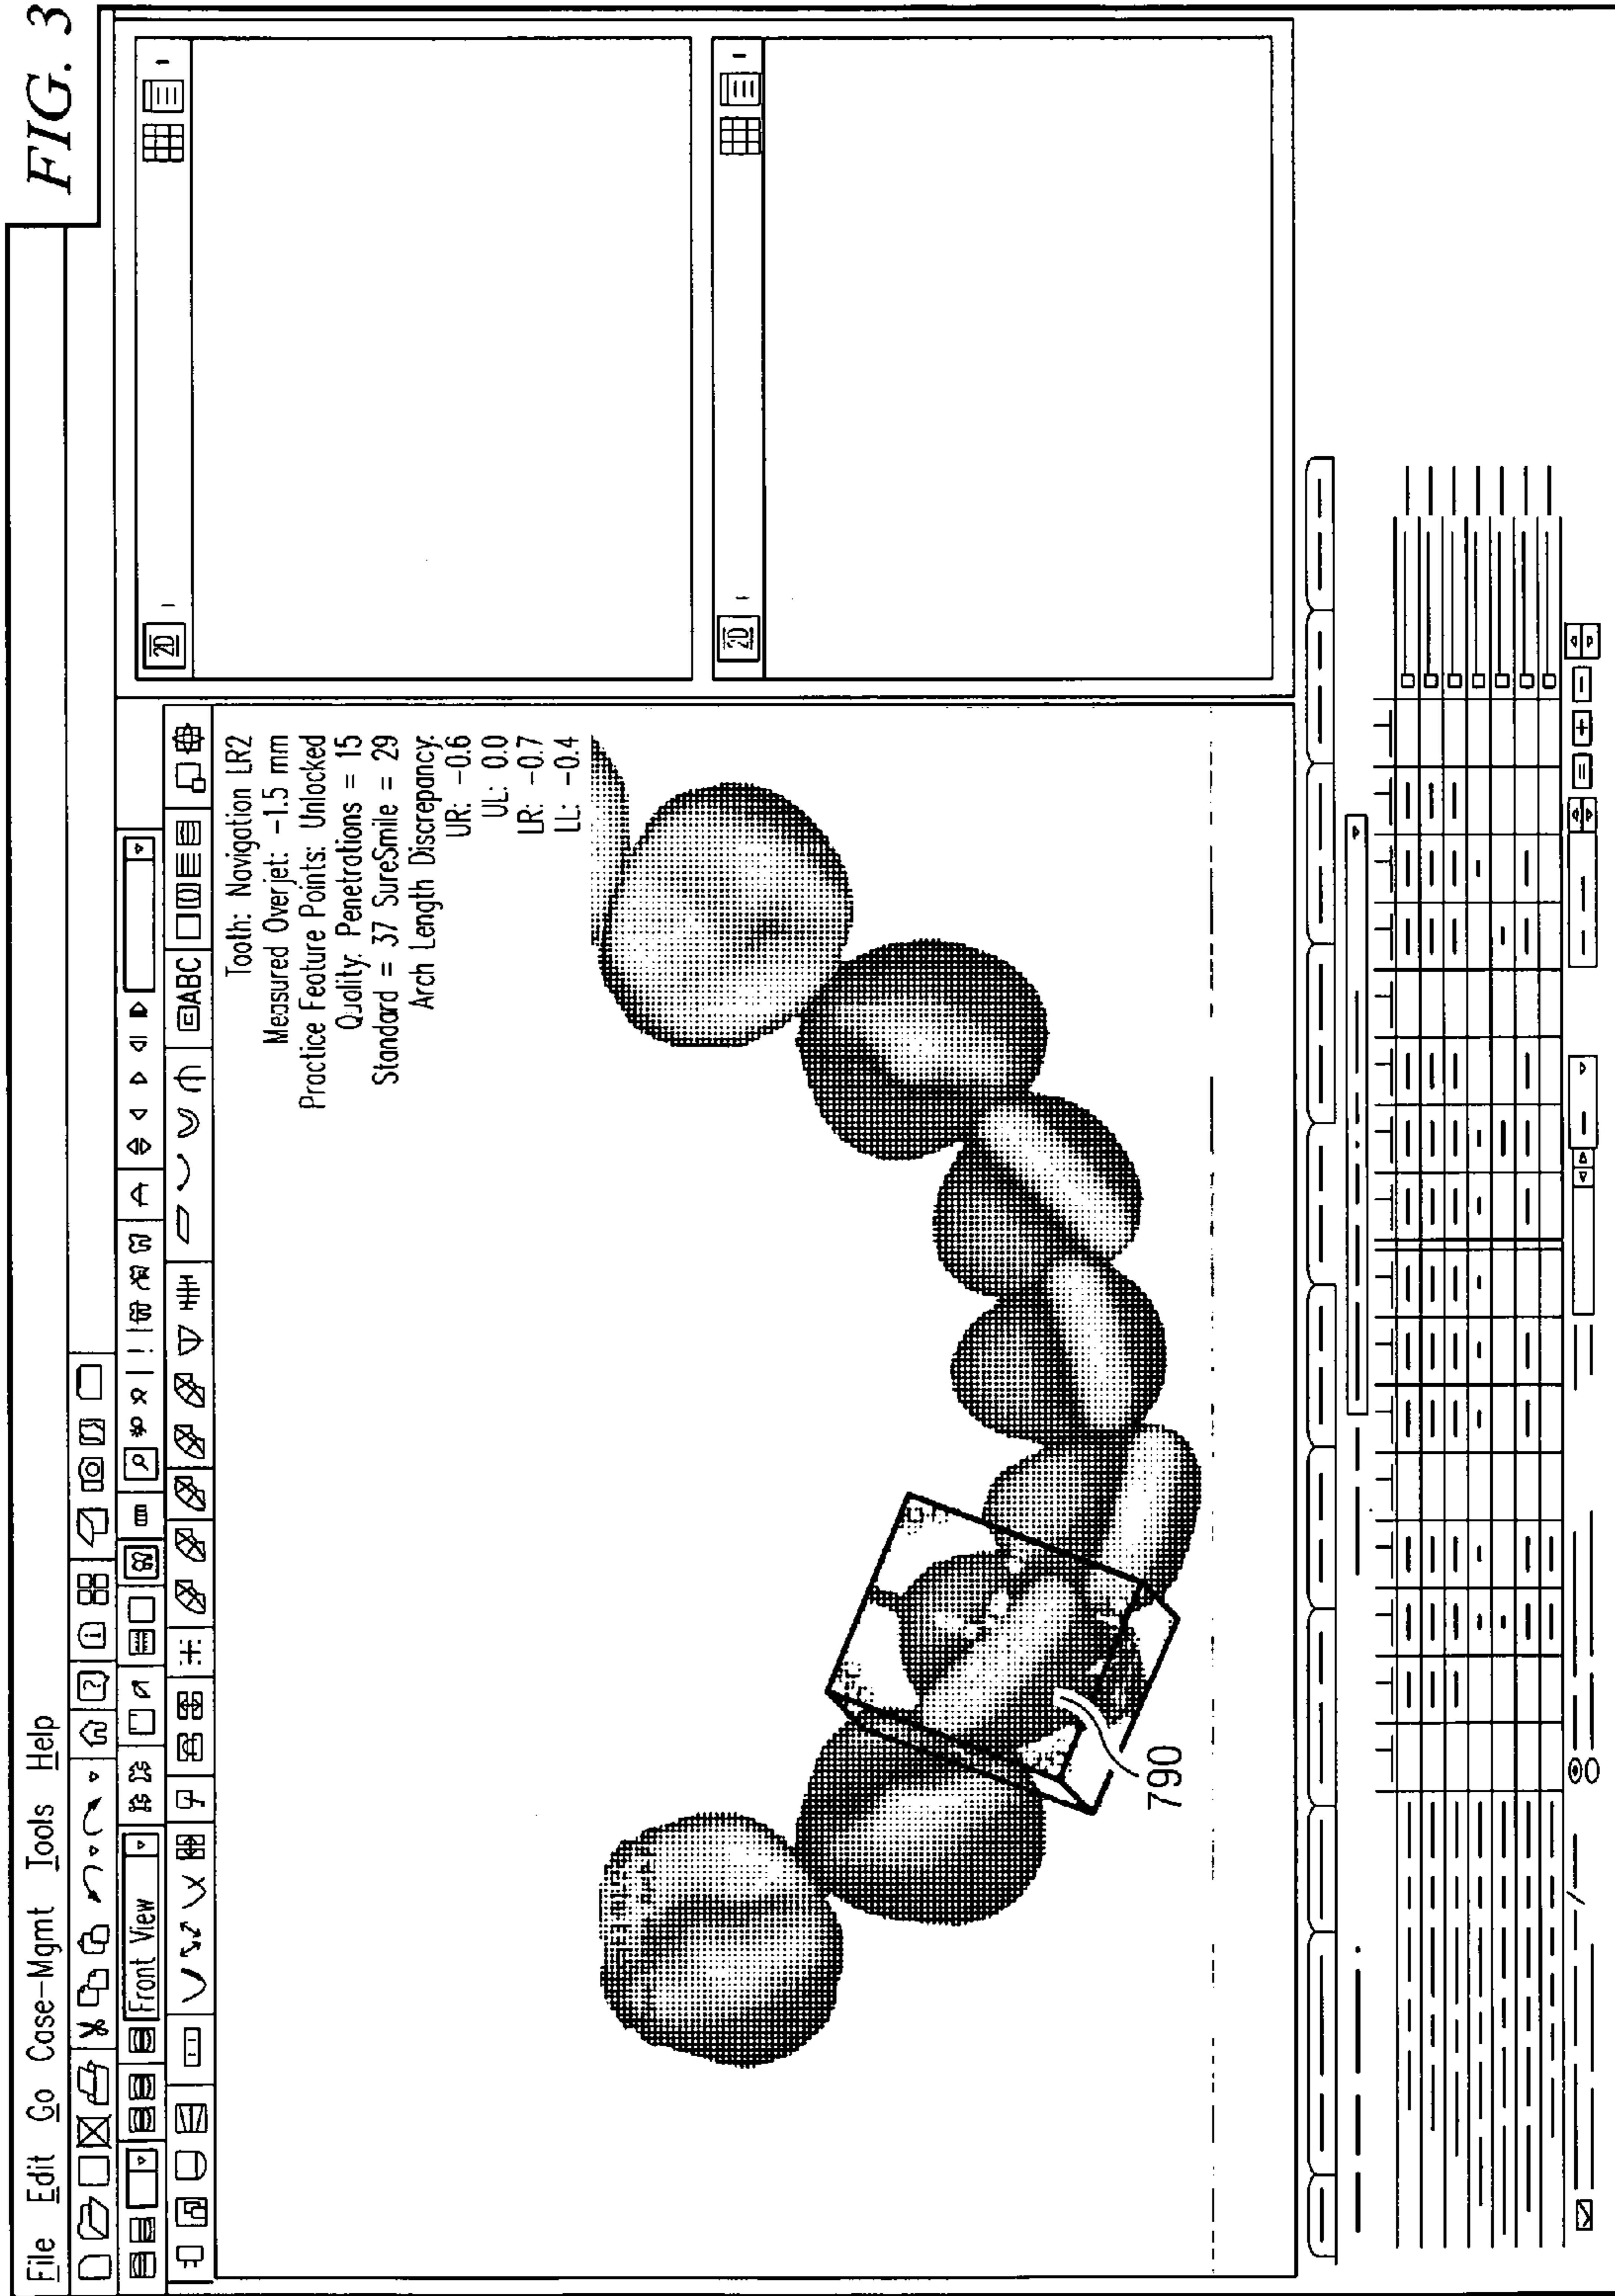 FIG. 3
File Edit Go Case-Mgmt Tools Help
Front View
ABC
2D
2D
Tooth: Navigation LR2
Measured Overjet: -1.5 mm
Practice Feature Points: Unlocked
Quality. Penetrations = 15
Standard = 37 SureSmile = 29
Arch Length Discrepancy.
UR: -0.6
UL: 0.0
LR: -0.7
LL: -0.4
790